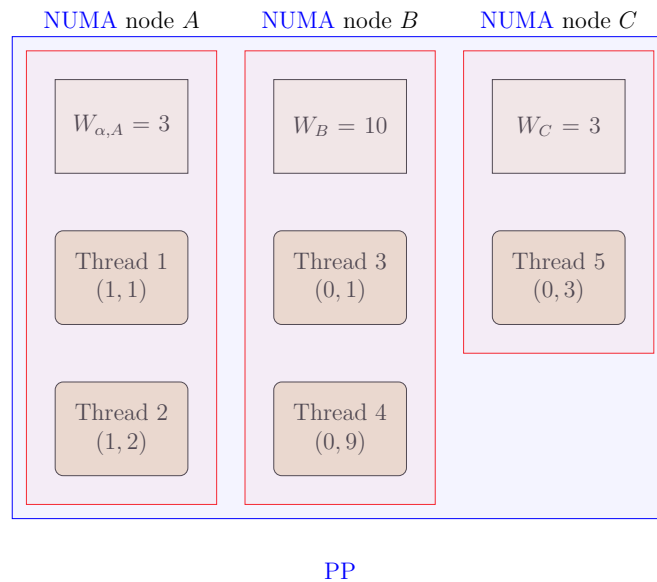 NUMA node A
NUMA node B
NUMA node C
W_{α,A} = 3
W_B = 10
W_C = 3
Thread 1
(1, 1)
Thread 3
(0, 1)
Thread 5
(0, 3)
Thread 2
(1, 2)
Thread 4
(0, 9)
PP